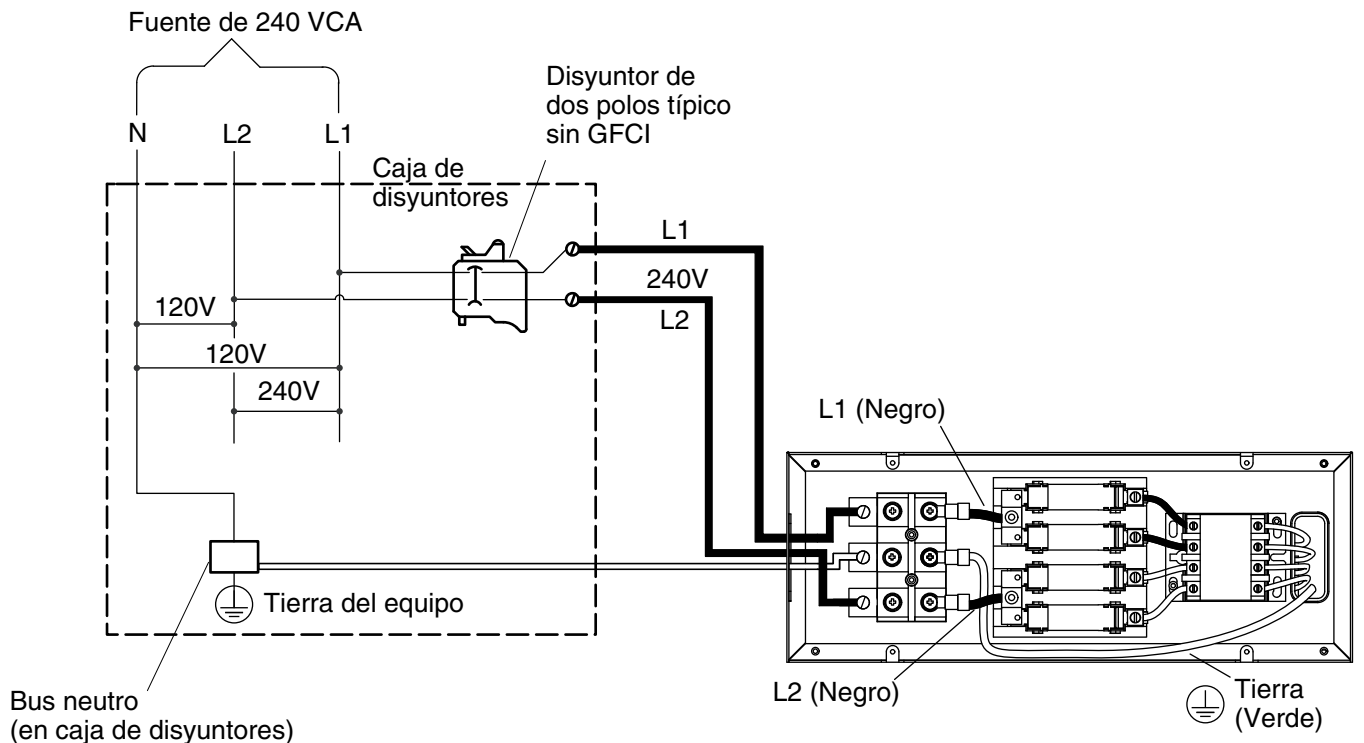 Fuente de 240 VCA
N
L2
L1
Disyuntor de
dos polos típico
sin GFCI
Caja de
disyuntores
L1
240V
L2
120V
120V
240V
L1 (Negro)
Tierra del equipo
L2 (Negro)
Tierra
(Verde)
Bus neutro
(en caja de disyuntores)